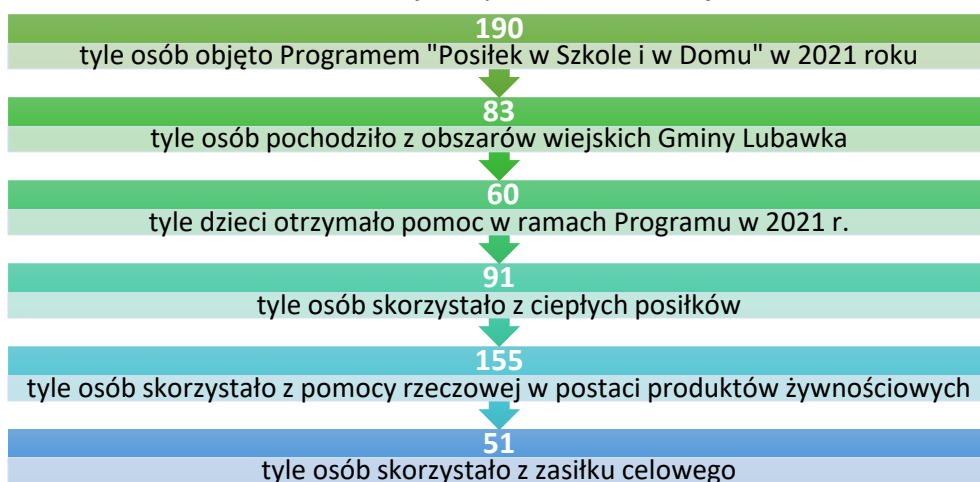 190
tyle osób objęto Programem "Posiłek w Szkole i w Domu" w 2021 roku
83
tyle osób pochodziło z obszarów wiejskich Gminy Lubawka
60
tyle dzieci otrzymało pomoc w ramach Programu w 2021 r.
91
tyle osób skorzystało z ciepłych posiłków
155
tyle osób skorzystało z pomocy rzeczowej w postaci produktów żywnościowych
51
tyle osób skorzystało z zasiłku celowego